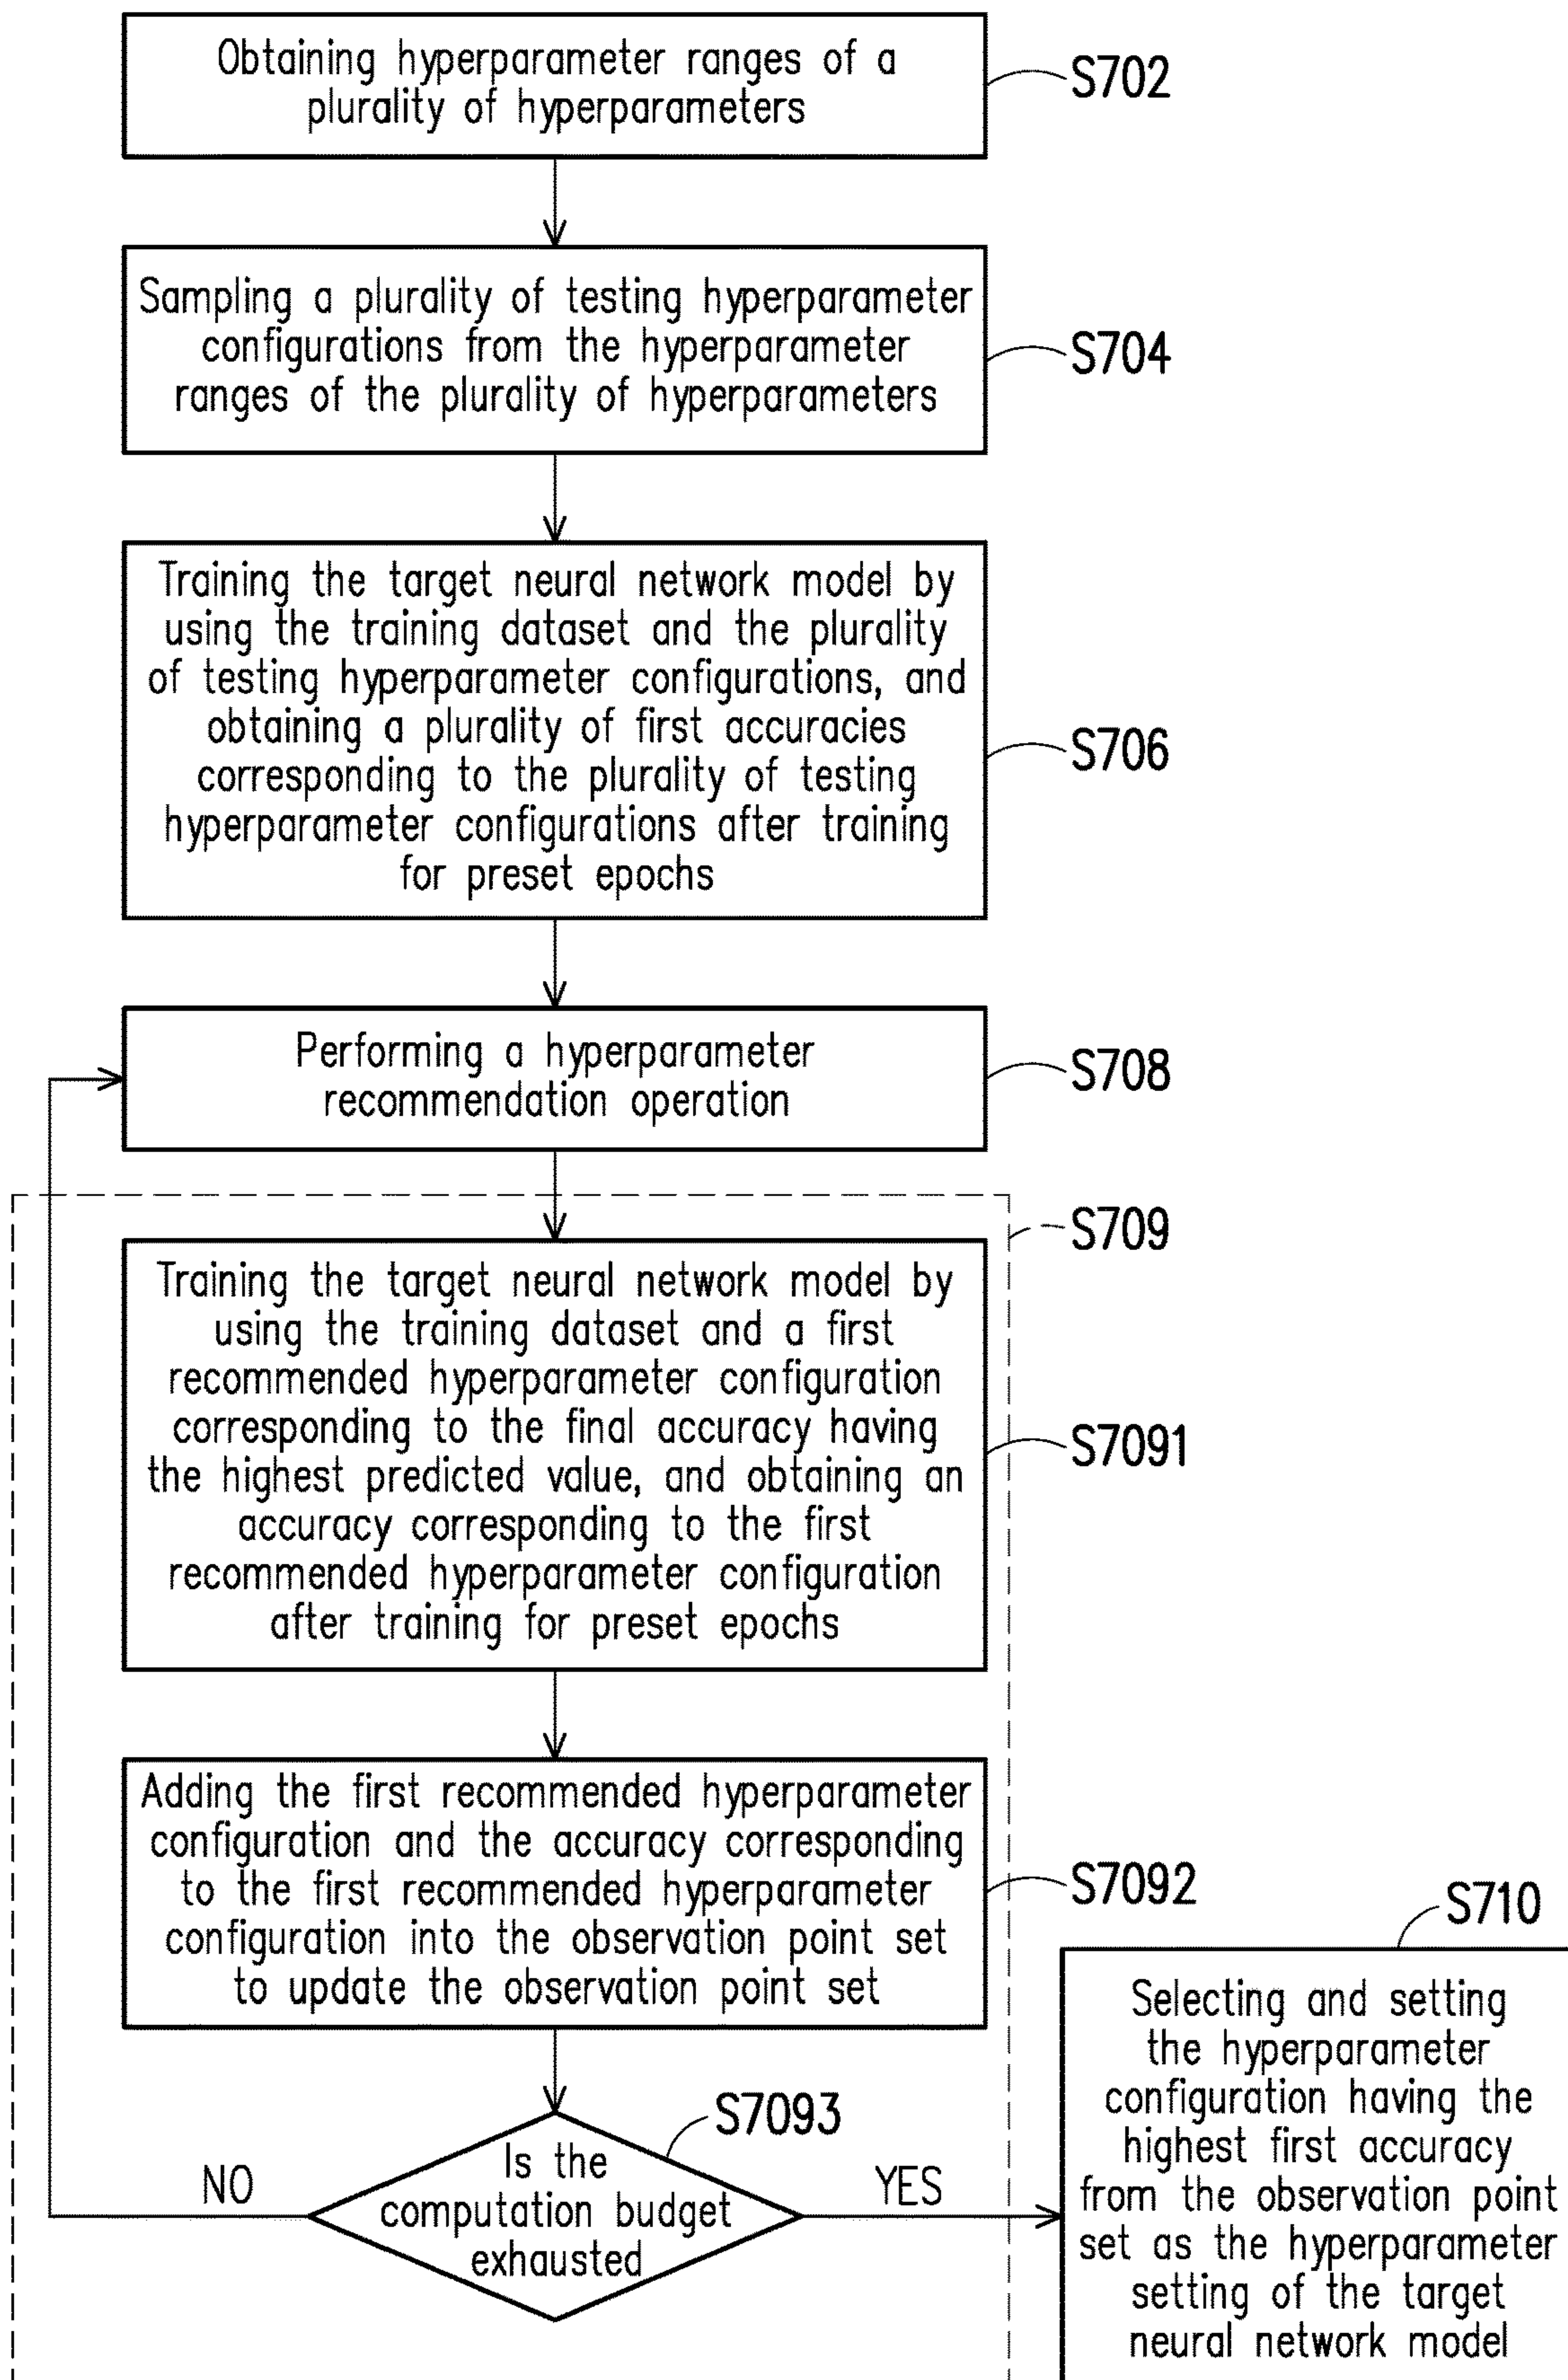 Obtaining hyperparameter ranges of a
plurality of hyperparameters
S702
Sampling a plurality of testing hyperparameter
configurations from the hyperparameter
ranges of the plurality of hyperparameters
S704
Training the target neural network model by
using the training dataset and the plurality
of testing hyperparameter configurations, and
obtaining a plurality of first accuracies
corresponding to the plurality of testing
hyperparameter configurations after training
for preset epochs
S706
Performing a hyperparameter
recommendation operation
S708
S709
Training the target neural network model by
using the training dataset and a first
recommended hyperparameter configuration
corresponding to the final accuracy having
the highest predicted value, and obtaining an
accuracy corresponding to the first
recommended hyperparameter configuration
after training for preset epochs
S7091
Adding the first recommended hyperparameter
configuration and the accuracy corresponding
to the first recommended hyperparameter
configuration into the observation point set
to update the observation point set
S7092
S7093
Is the
computation budget
exhausted
NO
YES
S710
Selecting and setting
the hyperparameter
configuration having the
highest first accuracy
from the observation point
set as the hyperparameter
setting of the target
neural network model